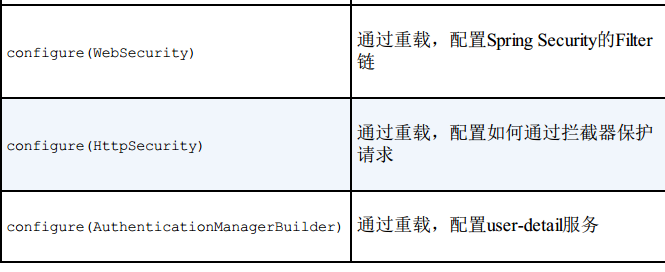 configure(WebSecurity)
通过重载，配置Spring Security的Filter
链
configure(HttpSecurity)
通过重载，配置如何通过拦截器保护
请求
configure(AuthenticationManagerBuilder)
通过重载，配置user-detail服务